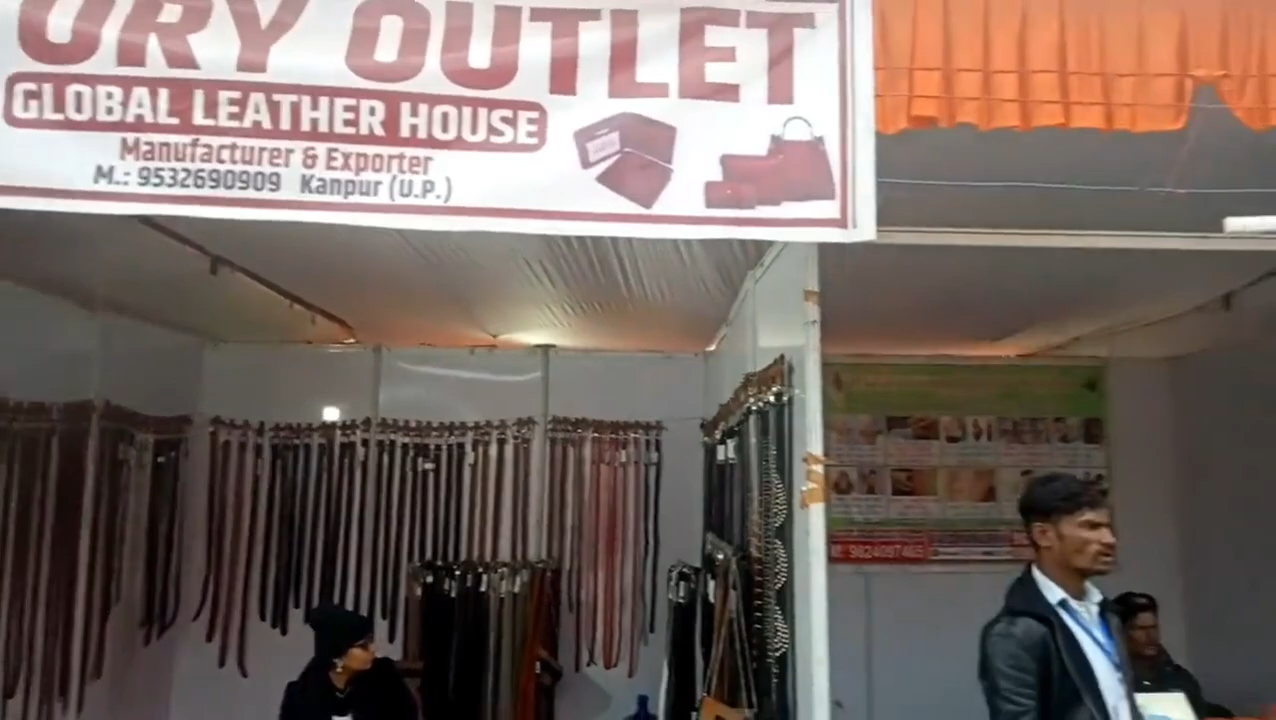 ORY OUTLET
GLOBAL LEATHER HOUSE
Manufacturer & Exporter
M.: 9532690909 Kanpur (U.P.)